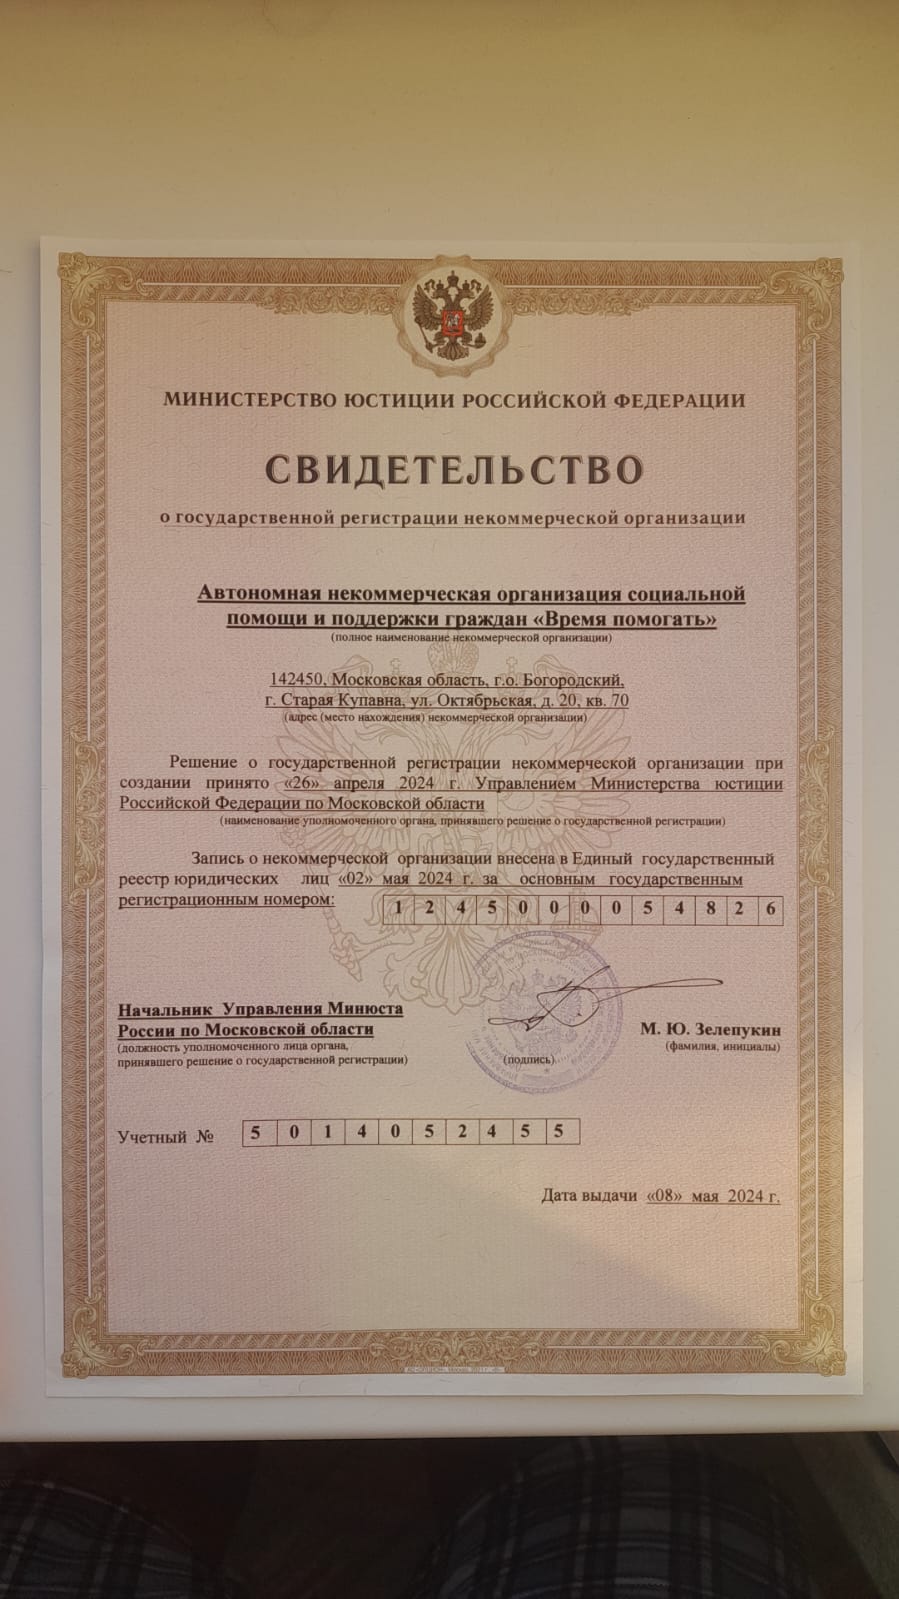 МИНИСТЕРСТВО ЮСТИЦИИ РОССИЙСКОЙ ФЕДЕРАЦИИ
СВИДЕТЕЛЬСТВО
о государственной регистрации некоммерческой организации
Автономная некоммерческая организация социальной
помощи и поддержки граждан «Время помогать»
(полное наименование некоммерческой организации)
142450, Московская область, г.о. Богородский,
г. Старая Купавна, ул. Октябрьская, д. 20, кв. 70
(адрес (место нахождения) некоммерческой организации)
Решение о государственной регистрации некоммерческой организации при
создании принято «26» апреля 2024 г. Управлением Министерства юстиции
Российской Федерации по Московской области
(наименование уполномоченного органа, принявшего решение о государственной регистрации)
Запись о некоммерческой организации внесена в Единый государственный
реестр юридических лиц «02» мая 2024 г. за основным государственным
регистрационным номером: 1 2 4 5 0 0 0 0 5 4 8 2 6
Начальник Управления Минюста
России по Московской области
(должность уполномоченного лица органа,
принявшего решение о государственной регистрации)
(подпись)
М. Ю. Зелепукин
(фамилия, инициалы)
Учетный № 5 0 1 4 0 5 2 4 5 5
Дата выдачи «08» мая 2024 г.